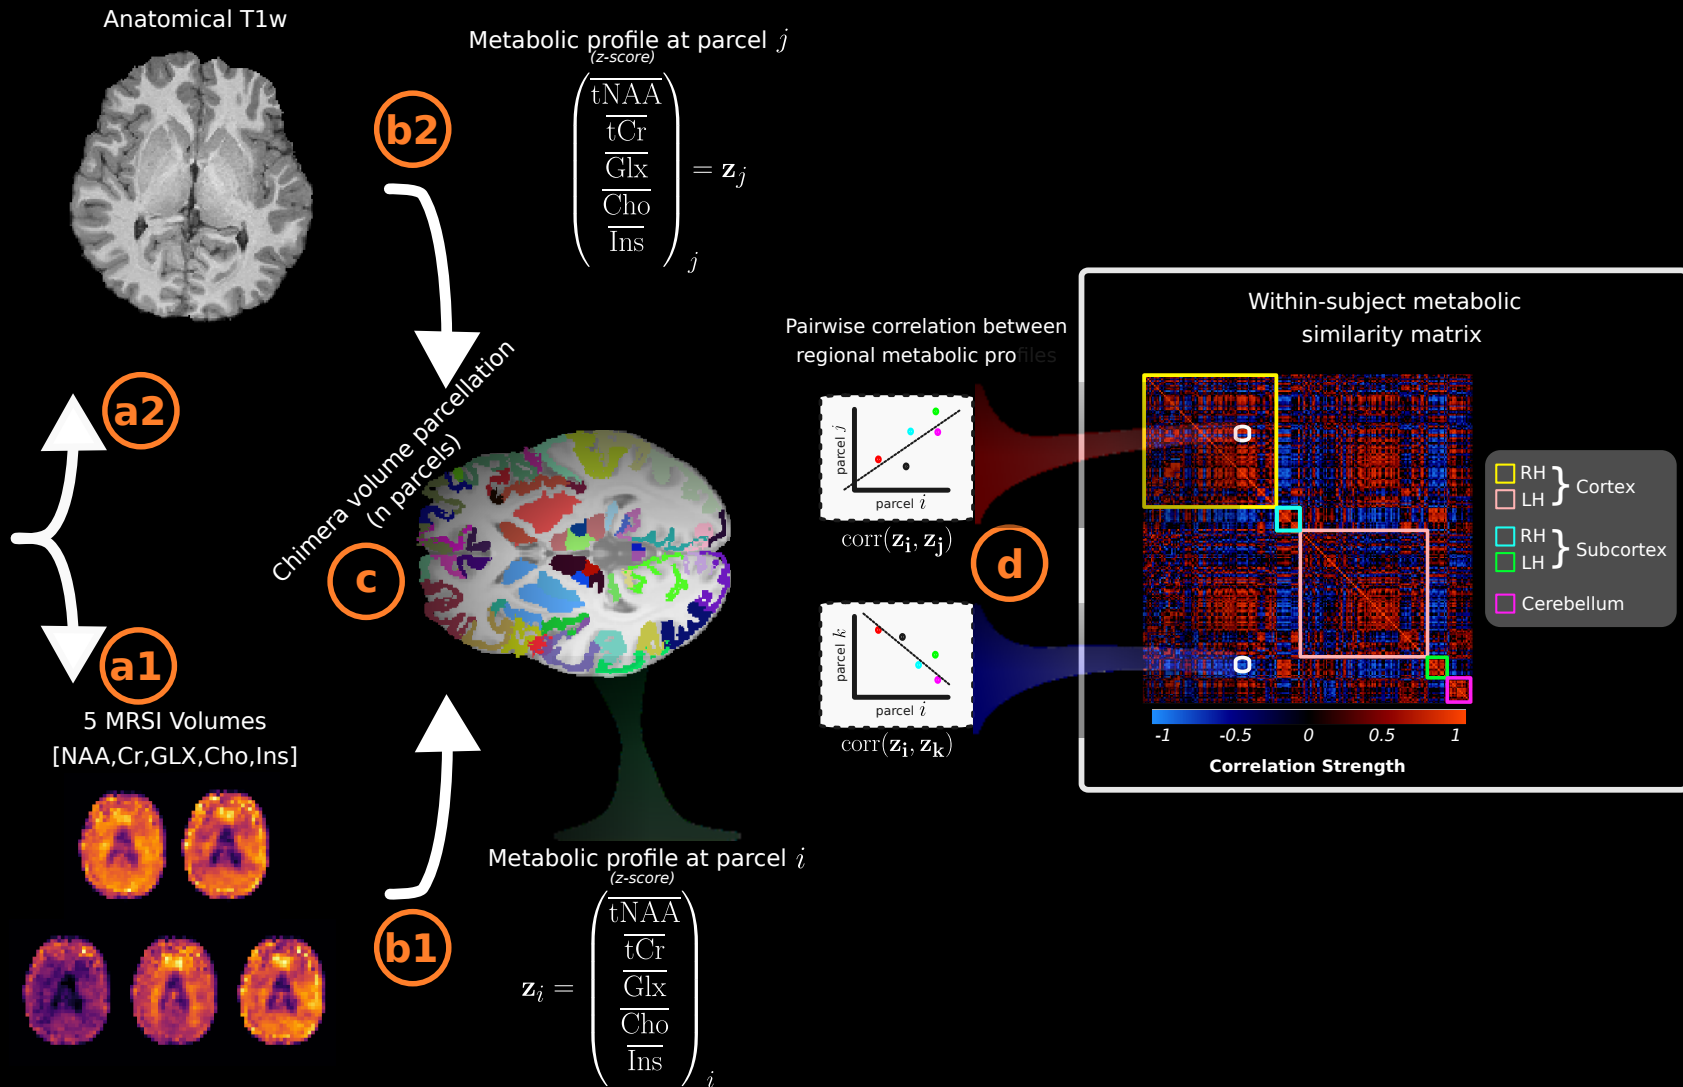 Anatomical T1w
b2
Metabolic profile at parcel j
(z-score)
tNAA
tCr
Glx
Cho
Ins
j
= z_j
a2
a1
5 MRSI Volumes
[NAA,Cr,GLX,Cho,Ins]
Chimera volume parcellation
(n parcels)
c
b1
Metabolic profile at parcel i
(z-score)
z_i =
tNAA
tCr
Glx
Cho
Ins
i
Pairwise correlation between
regional metabolic profiles
parcel j
parcel i
corr(z_i, z_j)
d
parcel k
parcel i
corr(z_i, z_k)
Within-subject metabolic
similarity matrix
RH
LH
} Cortex
RH
LH
} Subcortex
Cerebellum
-1 -0.5 0 0.5 1
Correlation Strength